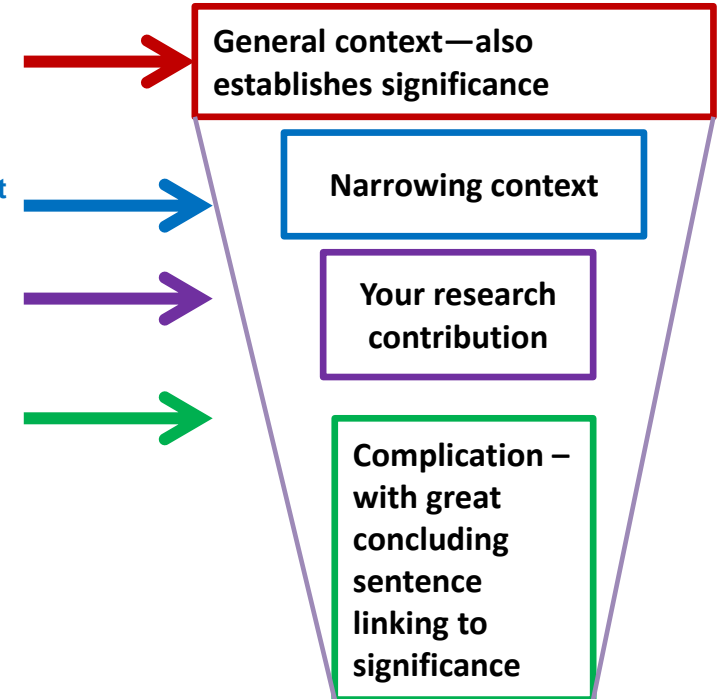 General context—also
establishes significance
Narrowing context
Your research
contribution
Complication –
with great
concluding
sentence
linking to
significance